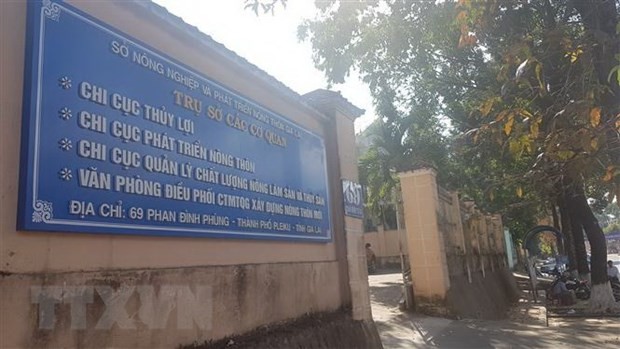 SỞ NÔNG NGHIỆP VÀ PHÁT TRIỂN NÔNG THÔN GIA LAI
TRỤ SỞ CÁC CƠ QUAN
* CHI CỤC THỦY LỢI
* CHI CỤC PHÁT TRIỂN NÔNG THÔN
* CHI CỤC QUẢN LÝ CHẤT LƯỢNG NÔNG LÂM SẢN VÀ THỦY SẢN
* VĂN PHÒNG ĐIỀU PHỐI CTMTQG XÂY DỰNG NÔNG THÔN MỚI
ĐỊA CHỈ: 69 PHAN ĐÌNH PHÙNG - THÀNH PHỐ PLEIKU - TỈNH GIA LAI
TTXVN